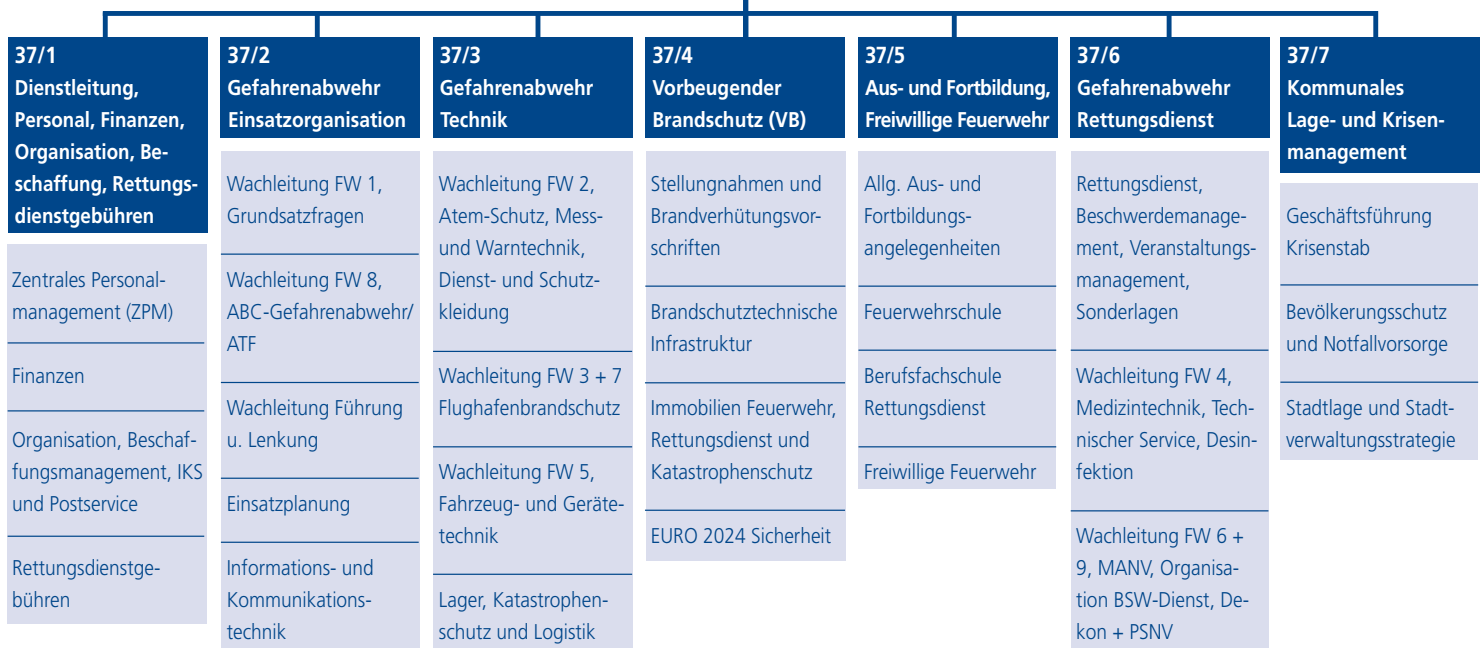 37/1
Dienstleitung,
Personal, Finanzen,
Organisation, Be-
schaffung, Rettungs-
dienstgebühren
Zentrales Personal-
management (ZPM)
Finanzen
Organisation, Beschaf-
fungsmanagement, IKS
und Postservice
Rettungsdienstge-
bühren
37/2
Gefahrenabwehr
Einsatzorganisation
Wachleitung FW 1,
Grundsatzfragen
Wachleitung FW 8,
ABC-Gefahrenabwehr/
ATF
Wachleitung Führung
u. Lenkung
Einsatzplanung
Informations- und
Kommunikations-
technik
37/3
Gefahrenabwehr
Technik
Wachleitung FW 2,
Atem-Schutz, Mess-
und Warntechnik,
Dienst- und Schutz-
kleidung
Wachleitung FW 3 + 7
Flughafenbrandschutz
Wachleitung FW 5,
Fahrzeug- und Geräte-
technik
Lager, Katastrophen-
schutz und Logistik
37/4
Vorbeugender
Brandschutz (VB)
Stellungnahmen und
Brandverhütungsvor-
schriften
Brandschutztechnische
Infrastruktur
Immobilien Feuerwehr,
Rettungsdienst und
Katastrophenschutz
EURO 2024 Sicherheit
37/5
Aus- und Fortbildung,
Freiwillige Feuerwehr
Allg. Aus- und
Fortbildungs-
angelegenheiten
Feuerwehrschule
Berufsfachschule
Rettungsdienst
Freiwillige Feuerwehr
37/6
Gefahrenabwehr
Rettungsdienst
Rettungsdienst,
Beschwerdemanage-
ment, Veranstaltungs-
management,
Sonderlagen
Wachleitung FW 4,
Medizintechnik, Tech-
nischer Service, Desin-
fektion
Wachleitung FW 6 +
9, MANV, Organisa-
tion BSW-Dienst, De-
kon + PSNV
37/7
Kommunales
Lage- und Krisen-
management
Geschäftsführung
Krisenstab
Bevölkerungsschutz
und Notfallvorsorge
Stadtlage und Stadt-
verwaltungsstrategie